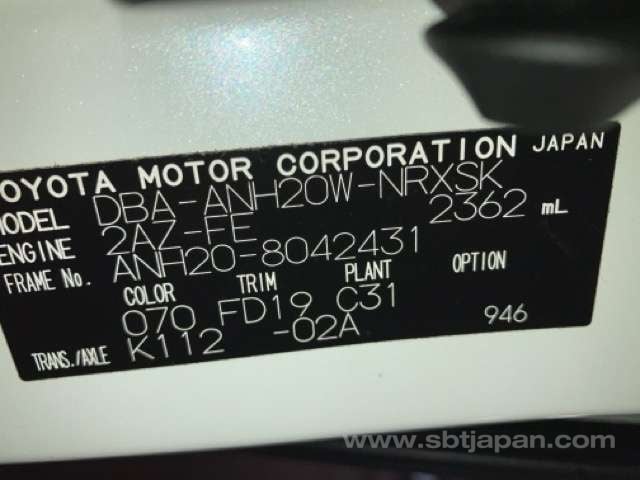 TOYOTA MOTOR CORPORATION JAPAN
MODEL DBA-ANH20W-NRXSK
ENGINE 2AZ-FE 2362 mL
FRAME No. ANH20-8042431
COLOR TRIM PLANT OPTION
070 FD19 C31
TRANS./AXLE K112 -02A 946
www.sbtjapan.com